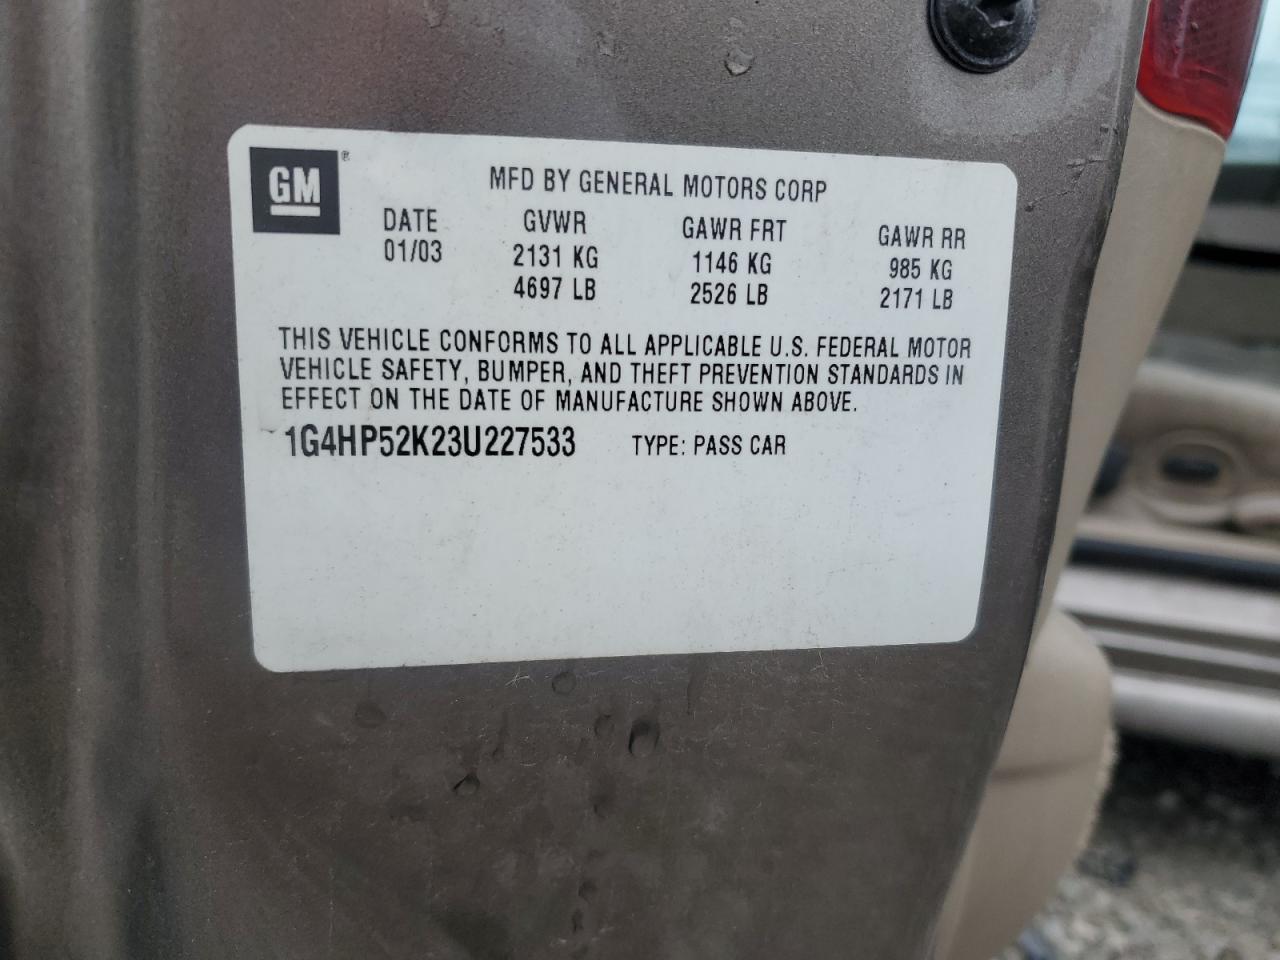 GM®
MFD BY GENERAL MOTORS CORP
DATE GVWR GAWR FRT GAWR RR
01/03 2131 KG 1146 KG 985 KG
4697 LB 2526 LB 2171 LB
THIS VEHICLE CONFORMS TO ALL APPLICABLE U.S. FEDERAL MOTOR
VEHICLE SAFETY, BUMPER, AND THEFT PREVENTION STANDARDS IN
EFFECT ON THE DATE OF MANUFACTURE SHOWN ABOVE.
1G4HP52K23U227533 TYPE: PASS CAR